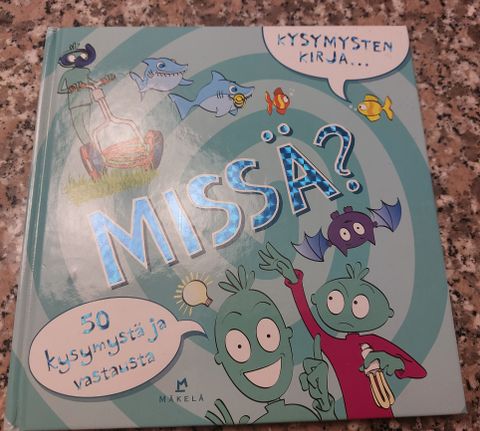 KYSYMYSTEN
KIRJA...
MISSÄ?
50
kysymystä ja
vastausta
M
MÄKELÄ